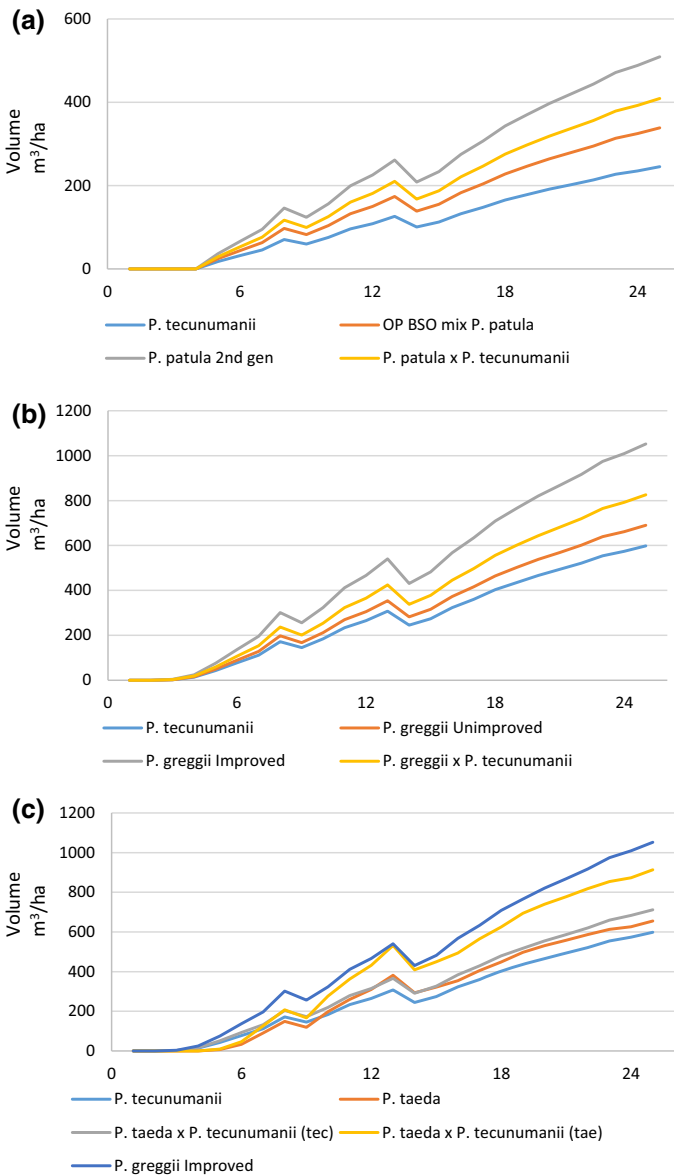 (a)
600
400
200
0
Volume
m³/ha
0 6 12 18 24
P. tecunumanii OP BSO mix P. patula
P. patula 2nd gen P. patula x P. tecunumanii
(b)
1200
1000
800
600
400
200
0
Volume
m³/ha
0 6 12 18 24
P. tecunumanii P. greggii Unimproved
P. greggii Improved P. greggii x P. tecunumanii
(c)
1200
1000
800
600
400
200
0
Volume
m³/ha
0 6 12 18 24
P. tecunumanii P. taeda
P. taeda x P. tecunumanii (tec) P. taeda x P. tecunumanii (tae)
P. greggii Improved